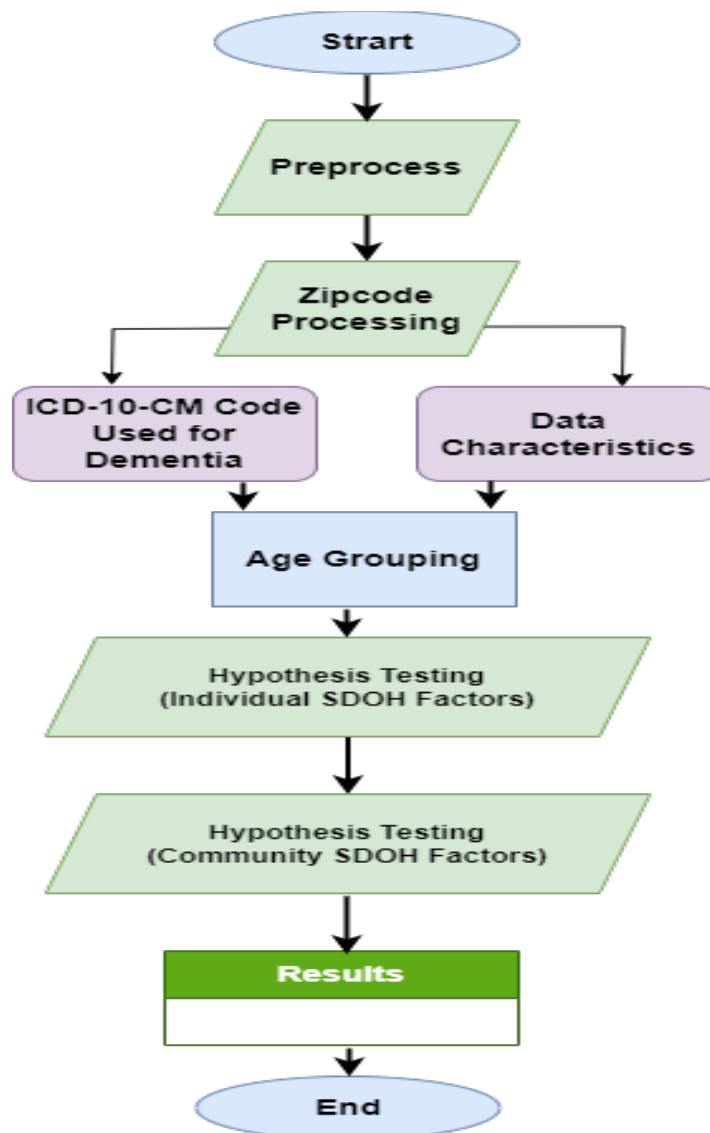 Strart
Preprocess
Zipcode
Processing
ICD-10-CM Code
Used for
Dementia
Data
Characteristics
Age Grouping
Hypothesis Testing
(Individual SDOH Factors)
Hypothesis Testing
(Community SDOH Factors)
Results
End